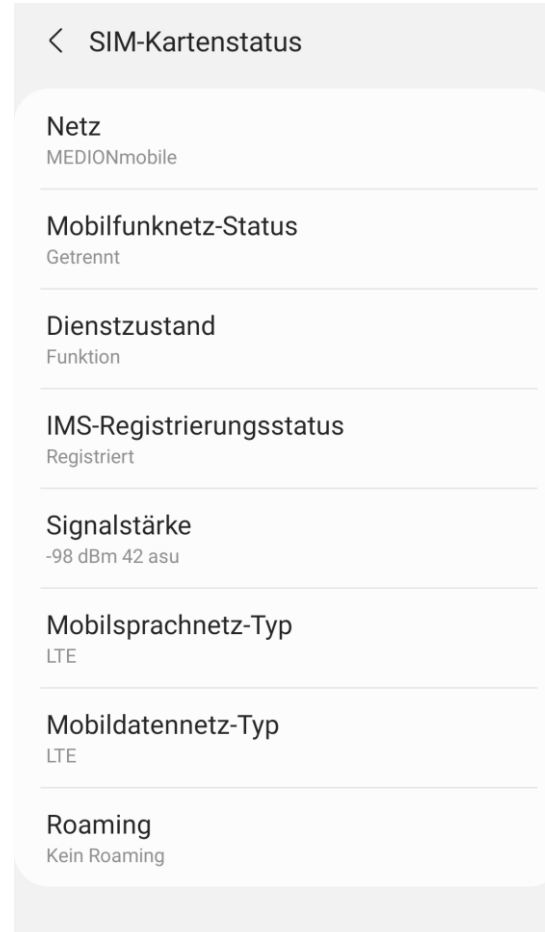 SIM-Kartenstatus
Netz
MEDIONmobile
Mobilfunknetz-Status
Getrennt
Dienstzustand
Funktion
IMS-Registrierungsstatus
Registriert
Signalstärke
-98 dBm 42 asu
Mobilsprachnetz-Typ
LTE
Mobildatennetz-Typ
LTE
Roaming
Kein Roaming